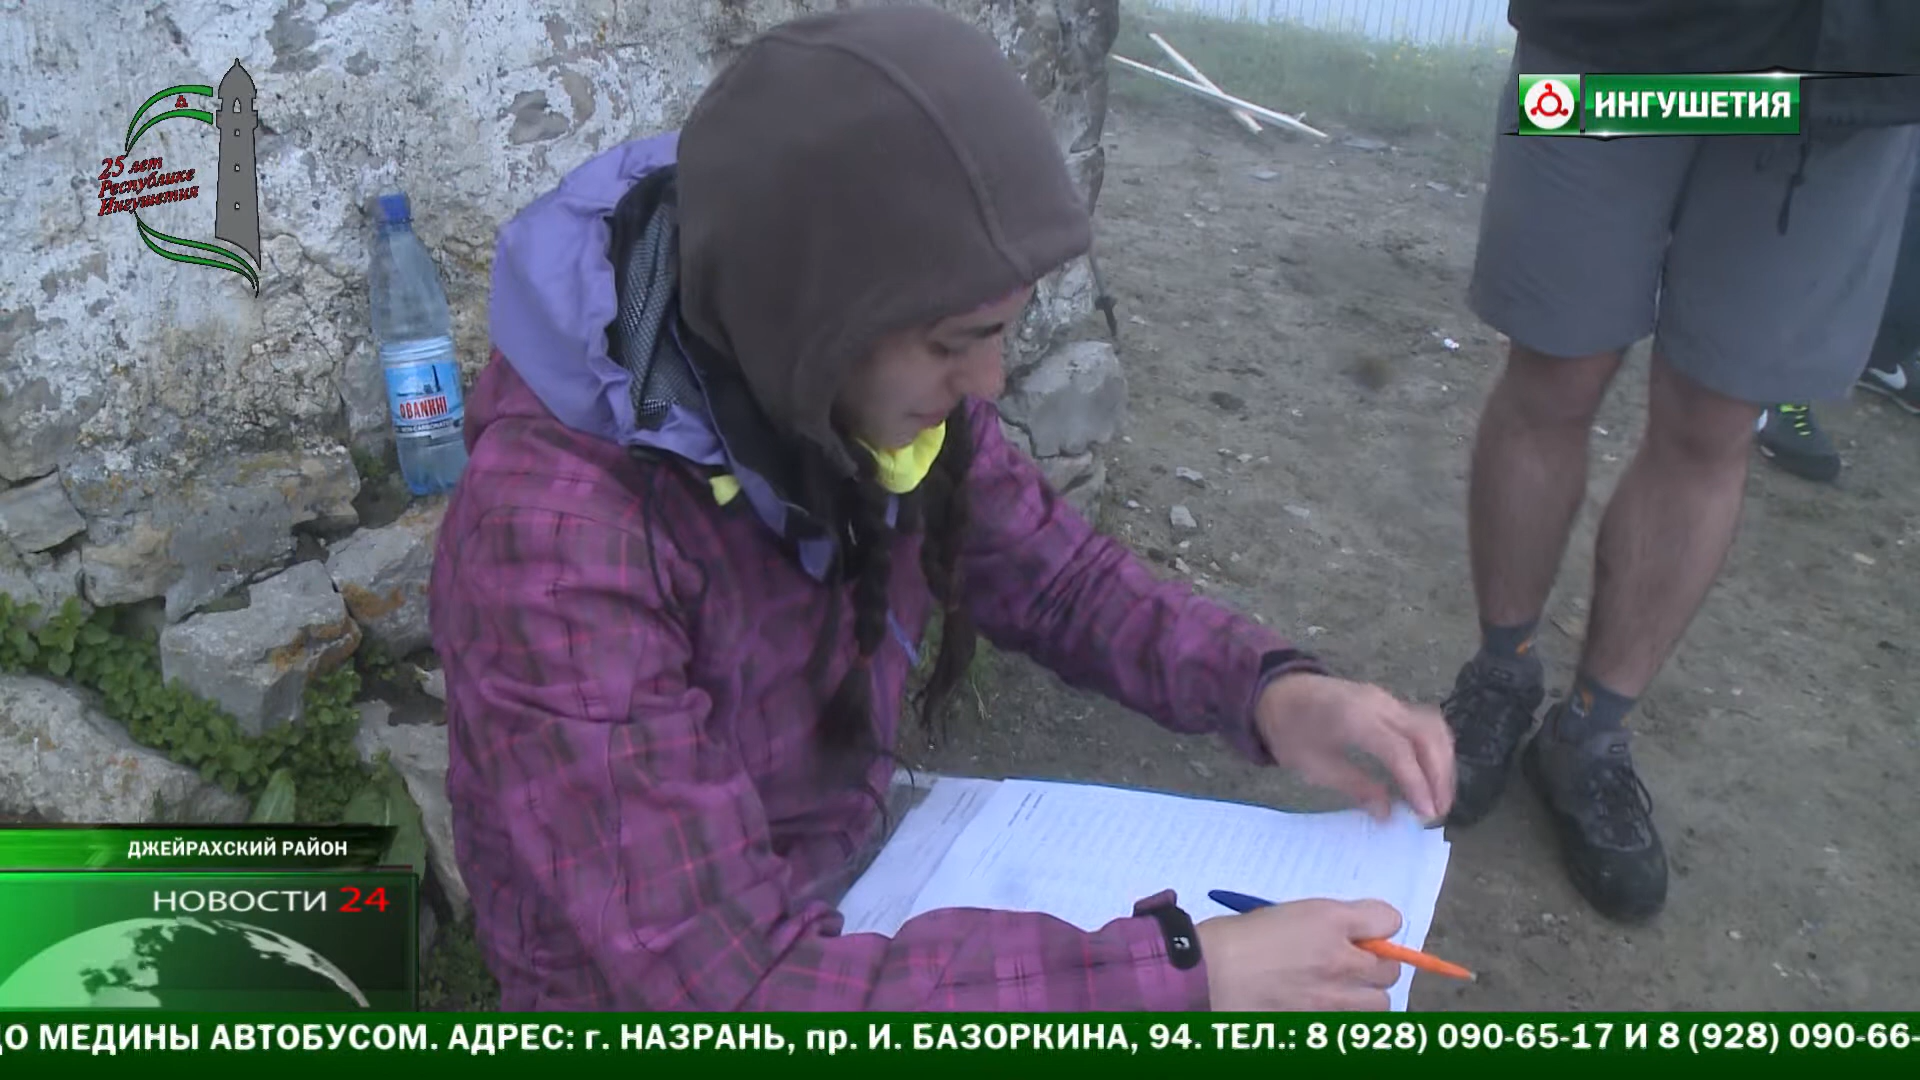 25 лет
Республике
Ингушетия
ИНГУШЕТИЯ
OBANHHI
ДЖЕЙРАХСКИЙ РАЙОН
НОВОСТИ 24
ДО МЕДИНЫ АВТОБУСОМ. АДРЕС: г. НАЗРАНЬ, пр. И. БАЗОРКИНА, 94. ТЕЛ.: 8 (928) 090-65-17 И 8 (928) 090-66-